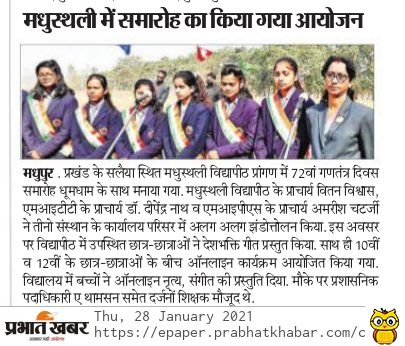 मधुस्थली में समारोह का किया गया आयोजन
मधुपुर . प्रखंड के सलैया स्थित मधुस्थली विद्यापीठ प्रांगण में 72वां गणतंत्र दिवस
समारोह धूमधाम के साथ मनाया गया. मधुस्थली विद्यापीठ के प्राचार्य वितन विश्वास,
एमआइटीटी के प्राचार्य डॉ. दीपेंद्र नाथ व एमआइपीएस के प्राचार्य अमरीश चटर्जी
ने तीनो संस्थान के कार्यालय परिसर में अलग अलग झंडोत्तोलन किया. इस अवसर
पर विद्यापीठ में उपस्थित छात्र-छात्राओं ने देशभक्ति गीत प्रस्तुत किया. साथ ही 10वीं
व 12वीं के छात्र-छात्राओं के बीच ऑनलाइन कार्यक्रम आयोजित किया गया.
विद्यालय में बच्चों ने ऑनलाइन नृत्य, संगीत की प्रस्तुति दिया. मौके पर प्रशासनिक
पदाधिकारी ए थामसन समेत दर्जनों शिक्षक मौजूद थे.
प्रभात खबर
Thu, 28 January 2021
https://epaper.prabhatkhabar.com/c